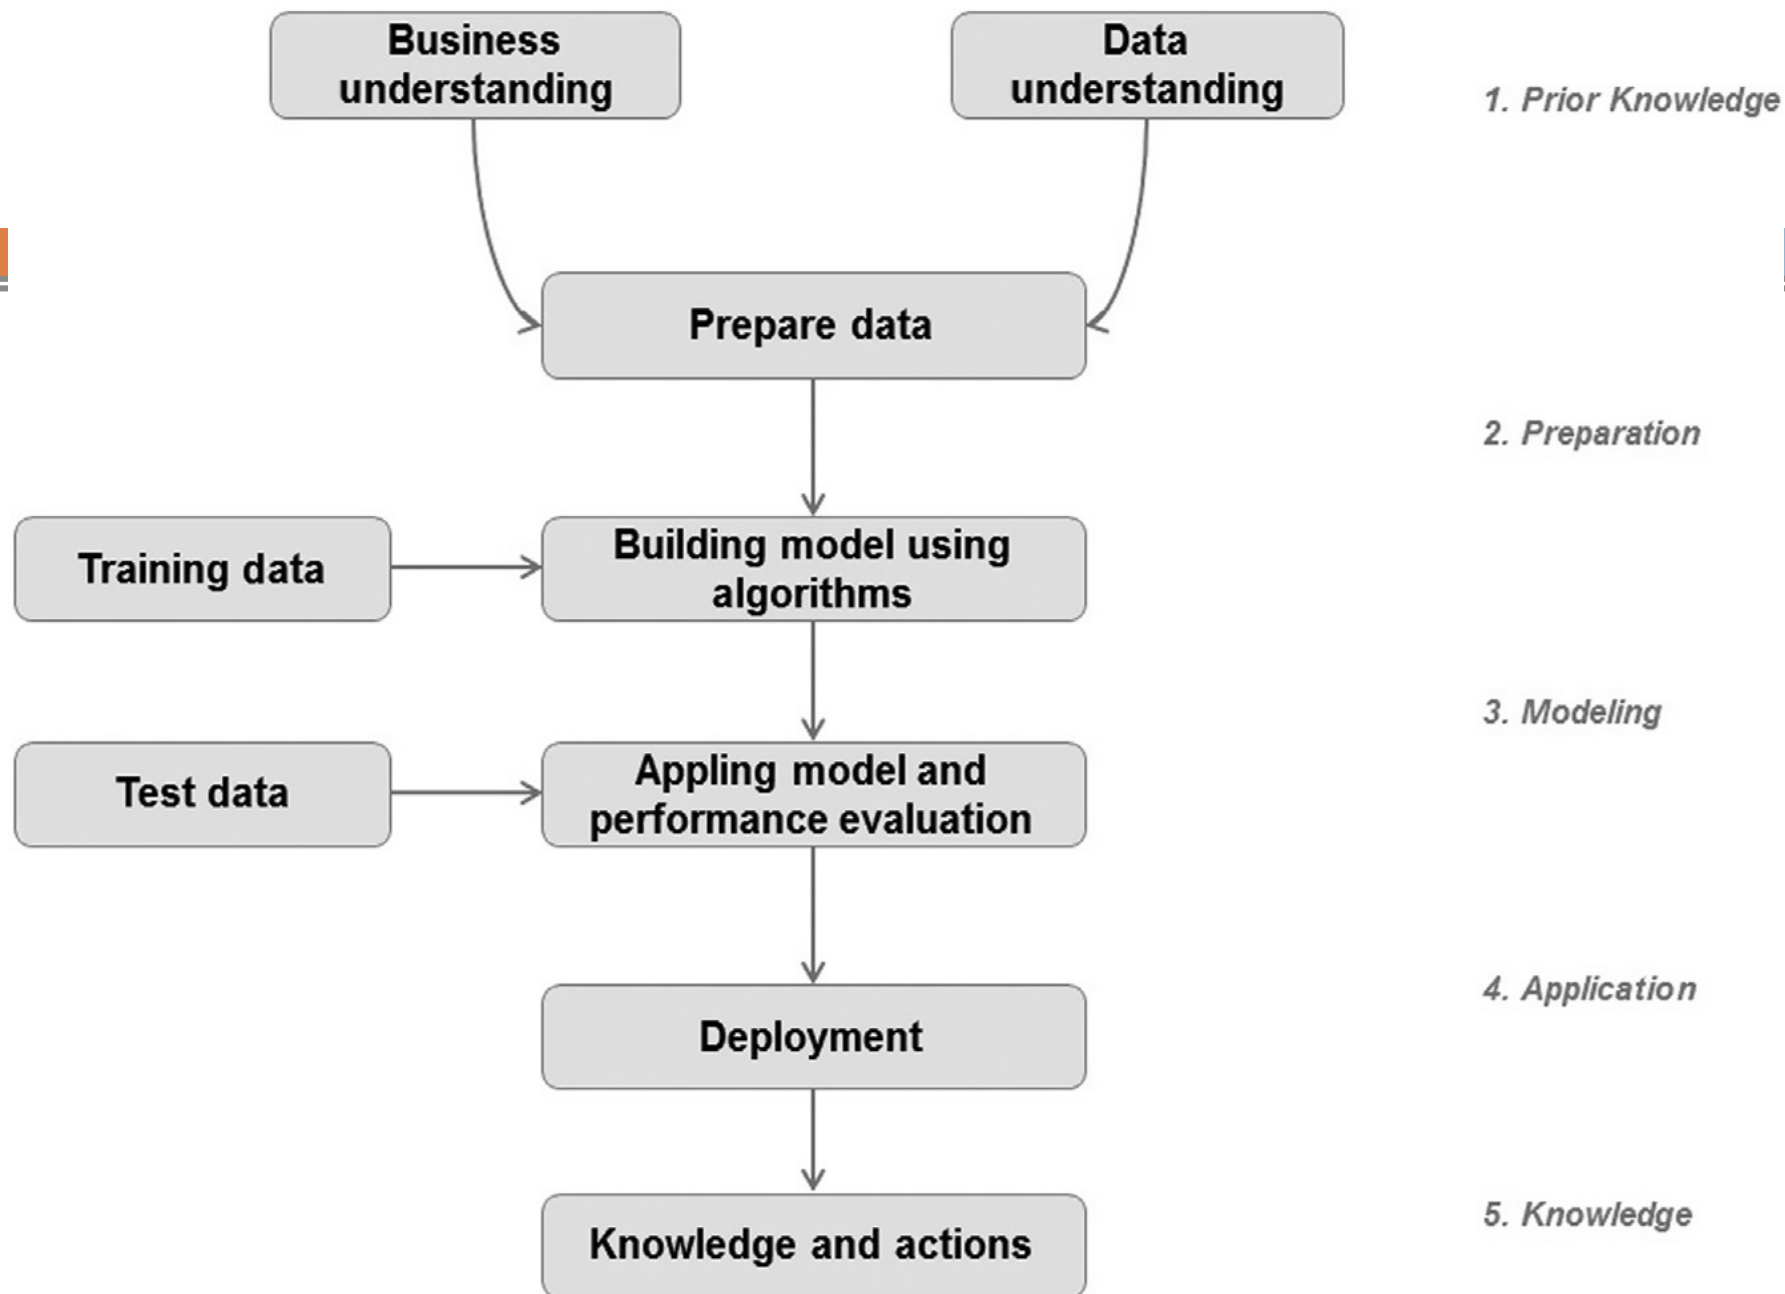 Business
understanding
Data
understanding
1. Prior Knowledge
Prepare data
2. Preparation
Training data
Building model using
algorithms
3. Modeling
Test data
Appling model and
performance evaluation
4. Application
Deployment
5. Knowledge
Knowledge and actions